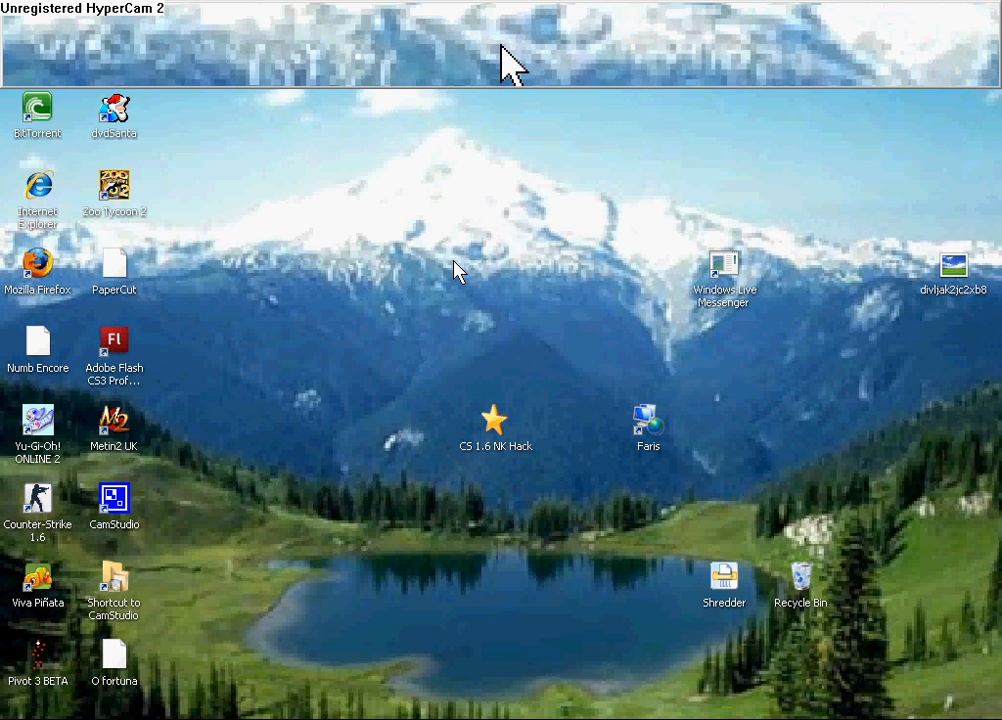 Unregistered HyperCam 2
BitTorrent
dvdSanta
Internet
Explorer
Zoo Tycoon 2
Mozilla Firefox
PaperCut
Windows Live
Messenger
divljak2jc2xb8
Numb Encore
Adobe Flash
CS3 Prof...
Yu-Gi-Oh!
ONLINE 2
Metin2 UK
CS 1.6 NK Hack
Faris
Counter-Strike
1.6
CamStudio
Viva Piñata
Shortcut to
CamStudio
Shredder
Recycle Bin
Pivot 3 BETA
O fortuna